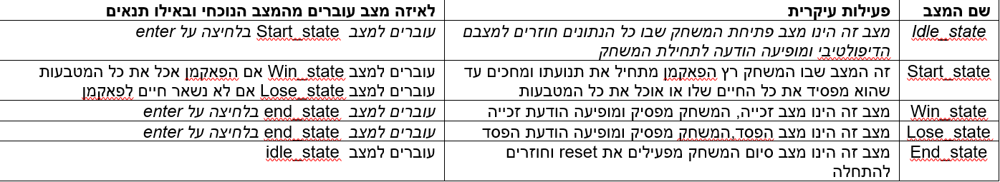 שם המצב פעילות עיקרית לאיזה מצב עוברים מהמצב הנוכחי ובאילו תנאים
Idle_state מצב זה הינו מצב פתיחת המשחק שבו כל הנתונים חוזרים למצבם עוברים למצב Start_state בלחיצה על enter
הדיפולטיבי ומופיעה הודעה לתחילת המשחק
Start_state זה המצב שבו המשחק רץ הפאקמן מתחיל את תנועתו ומחכים עד עוברים למצב Win_state אם הפאקמן אכל את כל המטבעות
שהוא מפסיד את כל החיים שלו או אוכל את כל המטבעות עוברים למצב Lose_state אם לא נשאר חיים לפאקמן
Win_state מצב זה הינו מצב זכייה, המשחק מפסיק ומופיעה הודעת זכייה עוברים למצב end_state בלחיצה על enter
Lose_state מצב זה הינו מצב הפסד,המשחק מפסיק ומופיעה הודעת הפסד עוברים למצב end_state בלחיצה על enter
End_state מצב זה הינו מצב סיום המשחק מפעילים את reset וחוזרים עוברים למצב idle_state
להתחלה